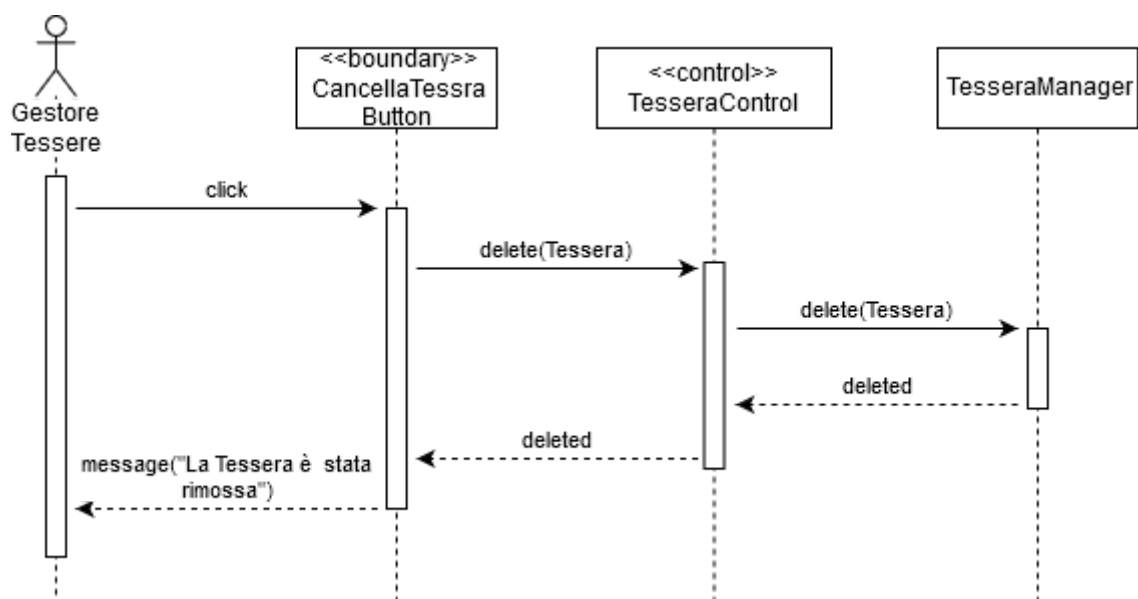 Gestore
Tessere
<<boundary>>
CancellaTessra
Button
<<control>>
TesseraControl
TesseraManager
click
delete(Tessera)
delete(Tessera)
deleted
deleted
message("La Tessera è stata
rimossa")